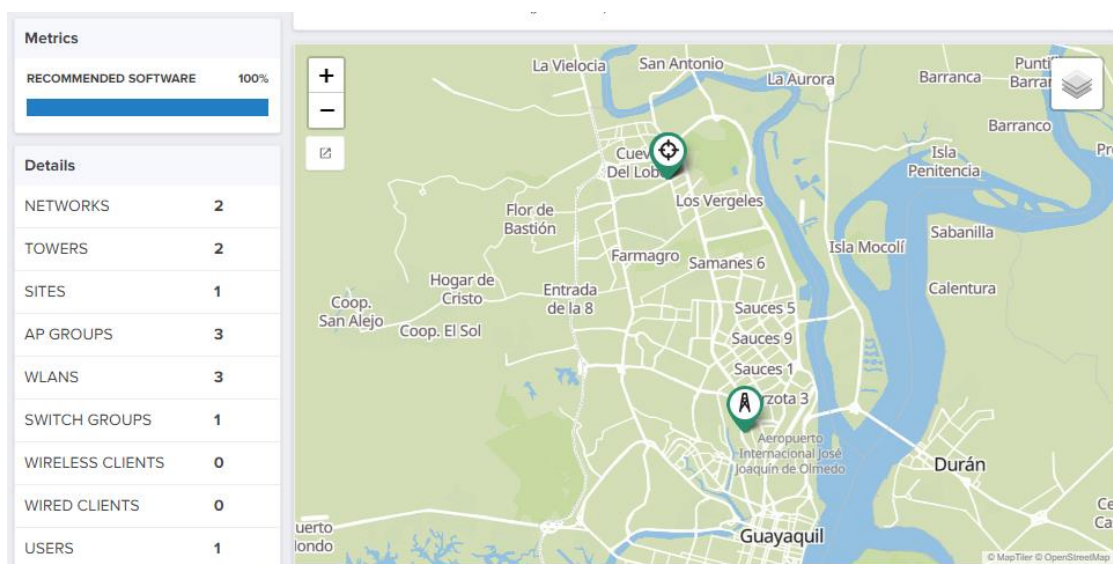 Metrics
RECOMMENDED SOFTWARE 100%
Details
NETWORKS 2
TOWERS 2
SITES 1
AP GROUPS 3
WLANS 3
SWITCH GROUPS 1
WIRELESS CLIENTS 0
WIRED CLIENTS 0
USERS 1
+
−
La Vielocia
San Antonio
La Aurora
Barranca
Barranco
Isla
Penitencia
Del
Los Vergeles
Flor de
Bastión
Isla Mocolí
Sabanilla
Farmagro
Samanes 6
Hogar de
Cristo
Entrada
de la 8
Calentura
Coop.
San Alejo
Coop. El Sol
Sauces 5
Sauces 9
Sauces 1
Aeropuerto
Internacional José
Joaquín de Olmedo
Durán
Guayaquil
© MapTiler © OpenStreetMap